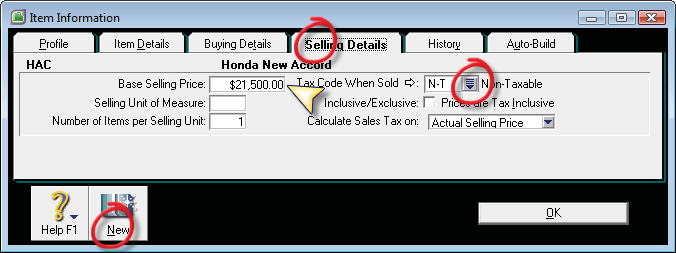 Item Information
Profile Item Details Buying Details Selling Details History Auto-Build
HAC Honda New Accord
Base Selling Price: $21,500.00 Tax Code When Sold ⇨: N-T Non-Taxable
Selling Unit of Measure: Inclusive/Exclusive: Prices are Tax Inclusive
Number of Items per Selling Unit: 1 Calculate Sales Tax on: Actual Selling Price
Help F1 New OK